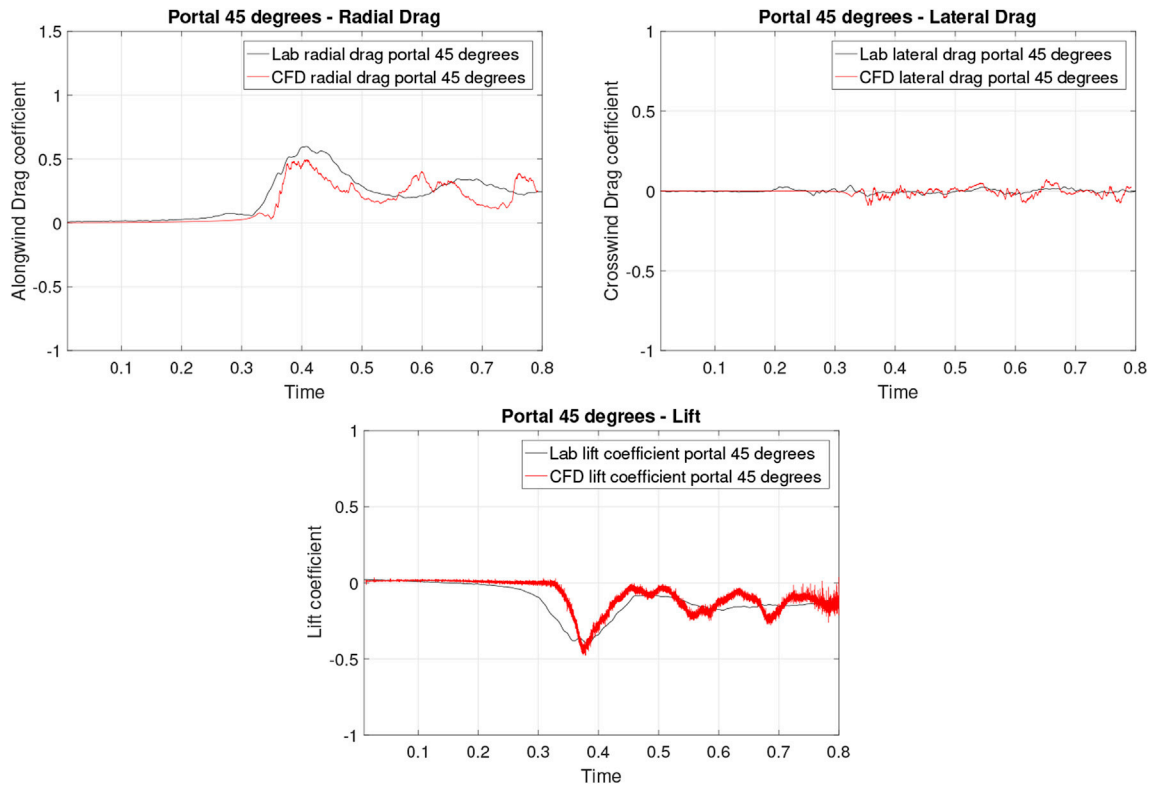 Portal 45 degrees - Radial Drag
1.5
1
0.5
0
-0.5
-1
Alongwind Drag coefficient
Lab radial drag portal 45 degrees
CFD radial drag portal 45 degrees
0.1 0.2 0.3 0.4 0.5 0.6 0.7 0.8
Time
Portal 45 degrees - Lateral Drag
1
0.5
0
-0.5
-1
Crosswind Drag coefficient
Lab lateral drag portal 45 degrees
CFD lateral drag portal 45 degrees
0.1 0.2 0.3 0.4 0.5 0.6 0.7 0.8
Time
Portal 45 degrees - Lift
1
0.5
0
-0.5
-1
Lift coefficient
Lab lift coefficient portal 45 degrees
CFD lift coefficient portal 45 degrees
0.1 0.2 0.3 0.4 0.5 0.6 0.7 0.8
Time